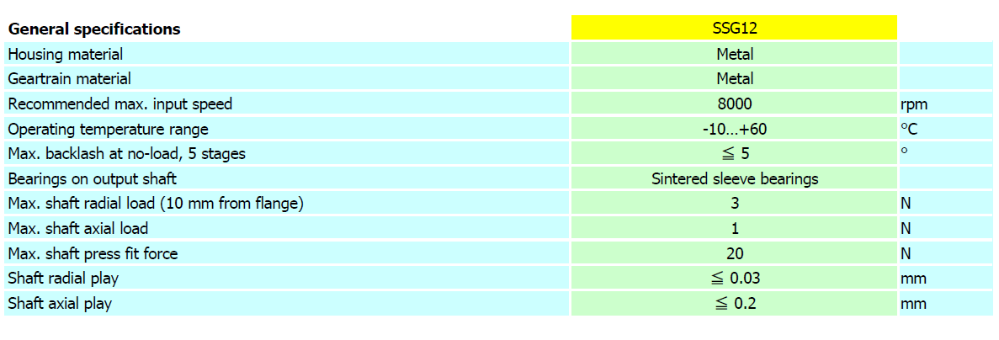 General specifications SSG12
Housing material Metal
Geartrain material Metal
Recommended max. input speed 8000 rpm
Operating temperature range -10...+60 °C
Max. backlash at no-load, 5 stages ≦ 5 °
Bearings on output shaft Sintered sleeve bearings
Max. shaft radial load (10 mm from flange) 3 N
Max. shaft axial load 1 N
Max. shaft press fit force 20 N
Shaft radial play ≦ 0.03 mm
Shaft axial play ≦ 0.2 mm